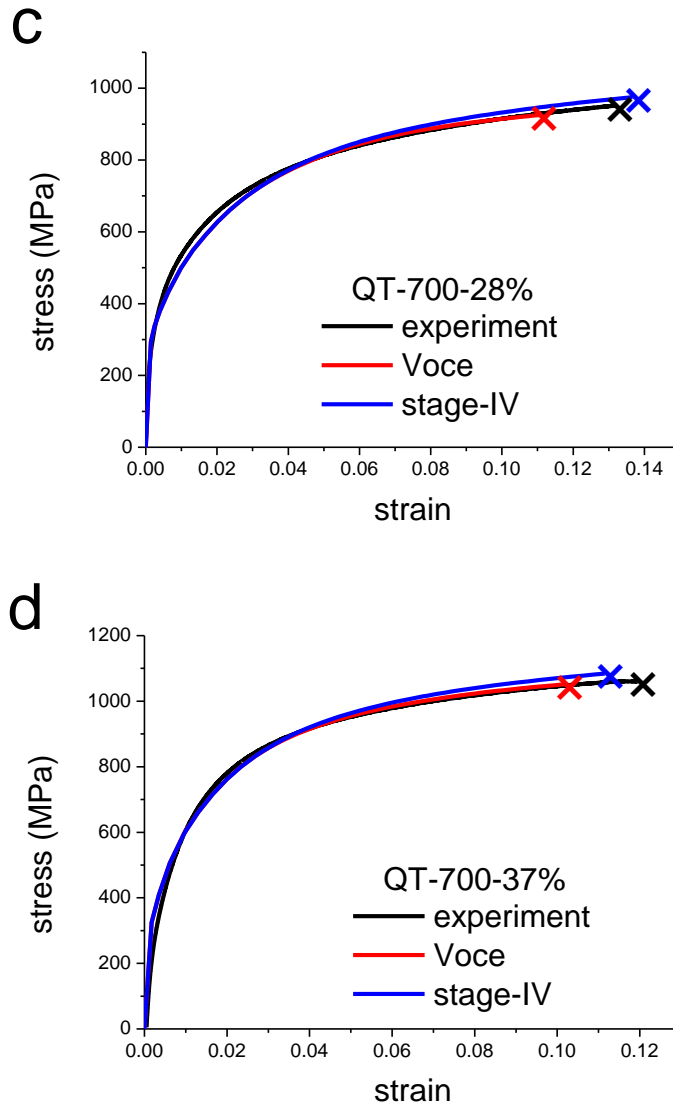 c
1000
800
600
400
200
0
stress (MPa)
QT-700-28%
experiment
Voce
stage-IV
0.00 0.02 0.04 0.06 0.08 0.10 0.12 0.14
strain
d
1200
1000
800
600
400
200
0
stress (MPa)
QT-700-37%
experiment
Voce
stage-IV
0.00 0.02 0.04 0.06 0.08 0.10 0.12
strain